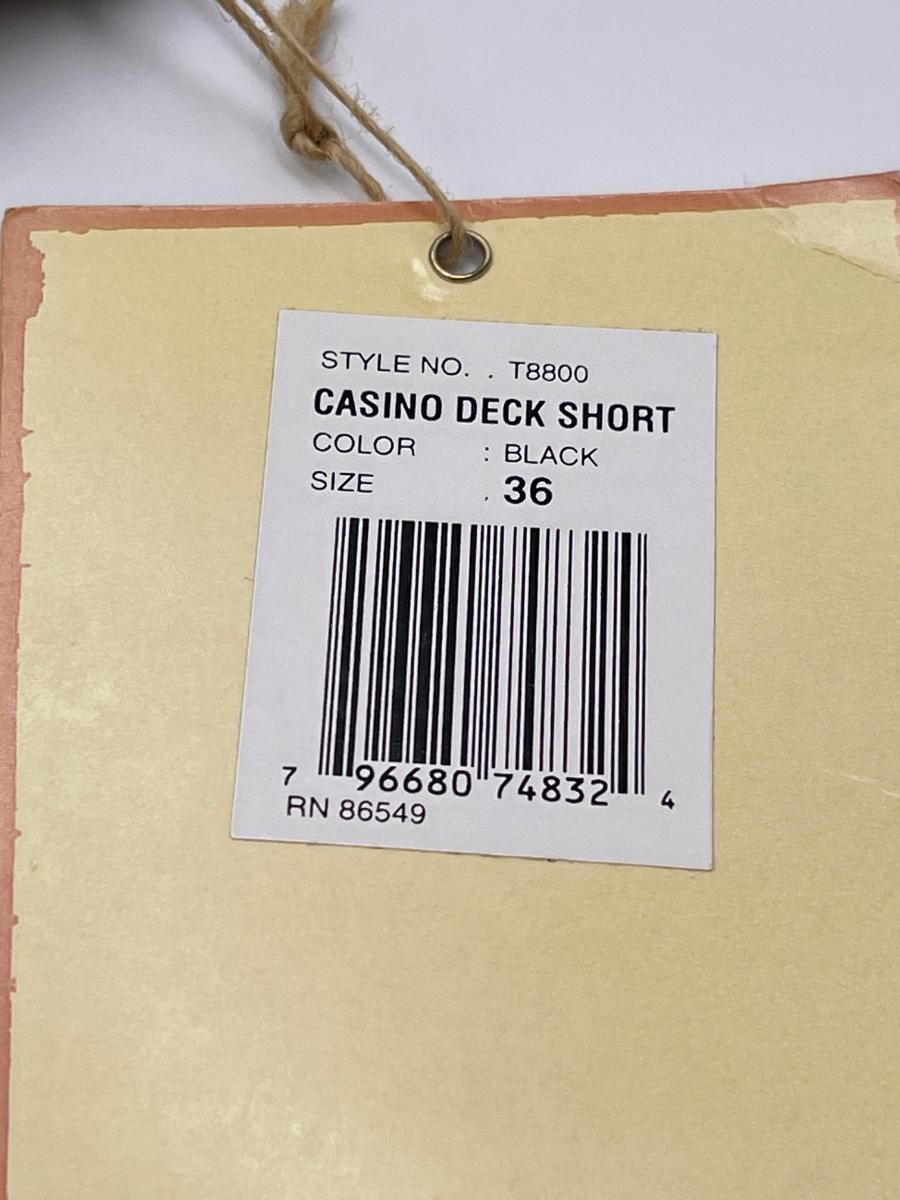 STYLE NO. . T8800
CASINO DECK SHORT
COLOR : BLACK
SIZE . 36
7 96680 74832 4
RN 86549